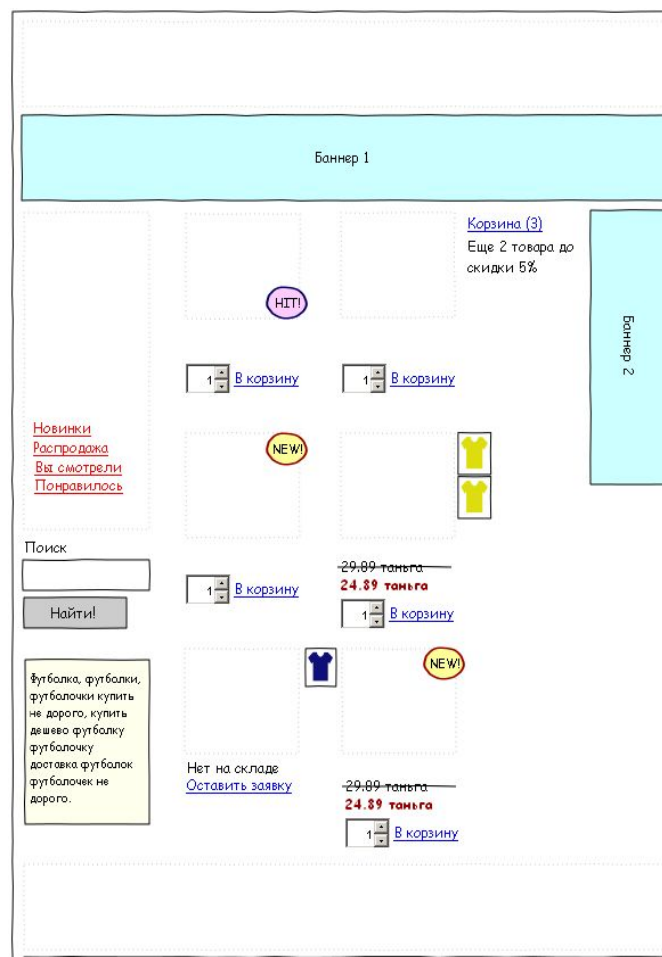 Баннер 1
Корзина (3)
Еще 2 товара до
скидки 5%
HIT!
Баннер 2
1 В корзину
1 В корзину
Новинки
Распродажа
Вы смотрели
Понравилось
NEW!
Поиск
Найти!
1 В корзину
29.89 таньга
24.89 таньга
1 В корзину
Футболка, футболки,
футболочки купить
не дорого, купить
дешево футболку
футболочку
доставка футболок
футболочек не
дорого.
NEW!
Нет на складе
Оставить заявку
29.89 таньга
24.89 таньга
1 В корзину